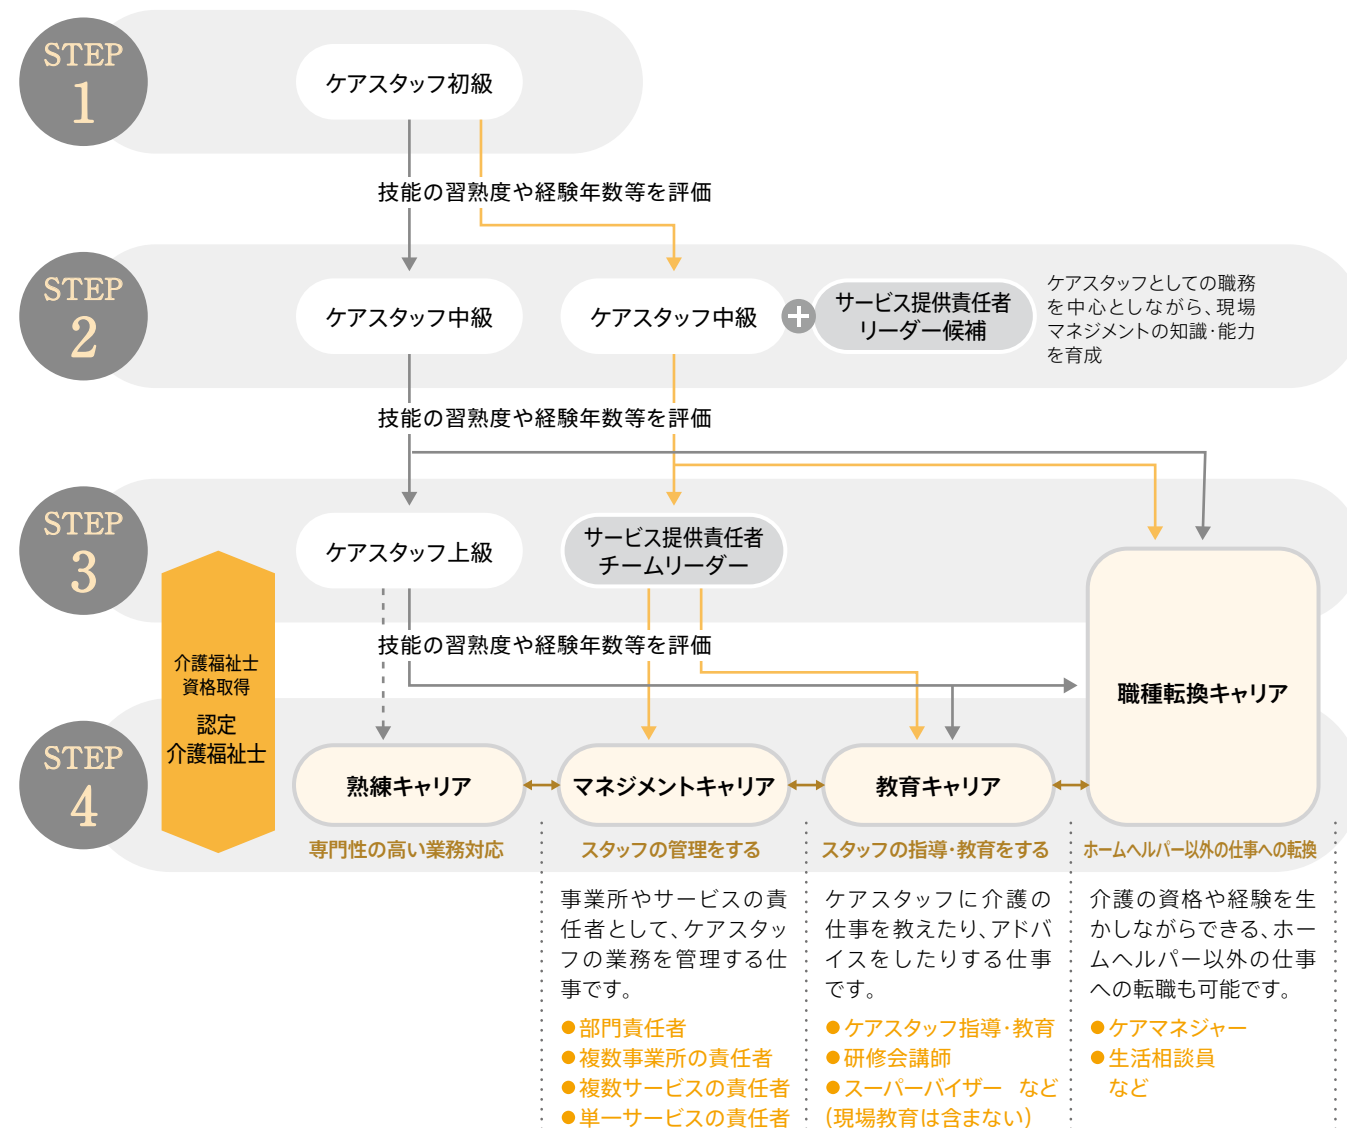 STEP
1
ケアスタッフ初級
技能の習熟度や経験年数等を評価
STEP
2
ケアスタッフ中級
ケアスタッフ中級
+
サービス提供責任者
リーダー候補
ケアスタッフとしての職務
を中心としながら、現場
マネジメントの知識・能力
を育成
技能の習熟度や経験年数等を評価
STEP
3
ケアスタッフ上級
サービス提供責任者
チームリーダー
技能の習熟度や経験年数等を評価
介護福祉士
資格取得
認定
介護福祉士
職種転換キャリア
STEP
4
熟練キャリア
マネジメントキャリア
教育キャリア
専門性の高い業務対応
スタッフの管理をする
スタッフの指導・教育をする
ホームヘルパー以外の仕事への転換
事業所やサービスの責
任者として、ケアスタッ
フの業務を管理する仕
事です。
●部門責任者
●複数事業所の責任者
●複数サービスの責任者
●単一サービスの責任者
ケアスタッフに介護の
仕事を教えたり、アドバ
イスをしたりする仕事
です。
●ケアスタッフ指導・教育
●研修会講師
●スーパーバイザー など
(現場教育は含まない)
介護の資格や経験を生
かしながらできる、ホー
ムヘルパー以外の仕事
への転職も可能です。
●ケアマネジャー
●生活相談員
など